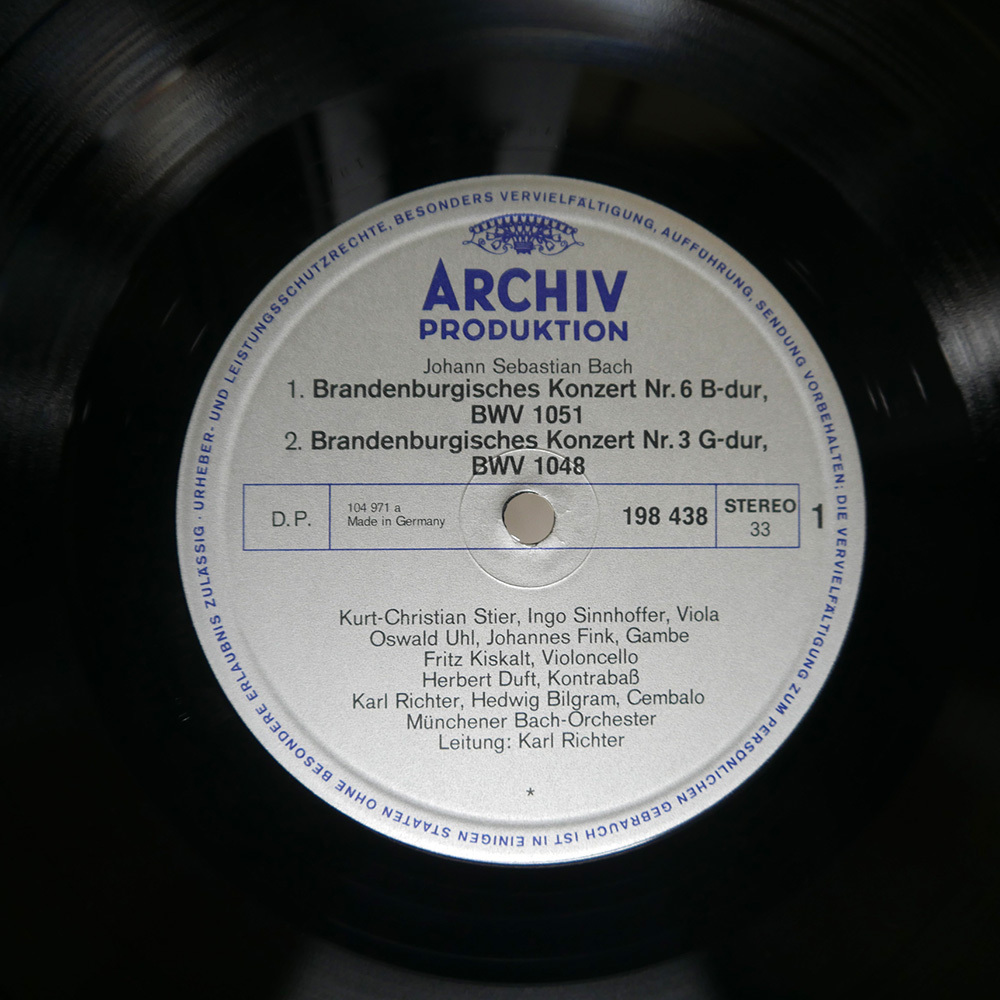 URHEBER- UND LEISTUNGSSCHUTZRECHTE, BESONDERS VERVIELFÄLTIGUNG, AUFFÜHRUNG, SENDUNG VORBEHALTEN; DIE VERVIELFÄLTIGUNG ZUM PERSÖNLICHEN GEBRAUCH IST IN EINIGEN STAATEN OHNE BESONDERE ERLAUBNIS ZULÄSSIG ·
ARCHIV
PRODUKTION
Johann Sebastian Bach
1. Brandenburgisches Konzert Nr. 6 B-dur,
BWV 1051
2. Brandenburgisches Konzert Nr. 3 G-dur,
BWV 1048
D.P.
104 971 a
Made in Germany
198 438
STEREO
33
1
Kurt-Christian Stier, Ingo Sinnhoffer, Viola
Oswald Uhl, Johannes Fink, Gambe
Fritz Kiskalt, Violoncello
Herbert Duft, Kontrabaß
Karl Richter, Hedwig Bilgram, Cembalo
Münchener Bach-Orchester
Leitung: Karl Richter
*